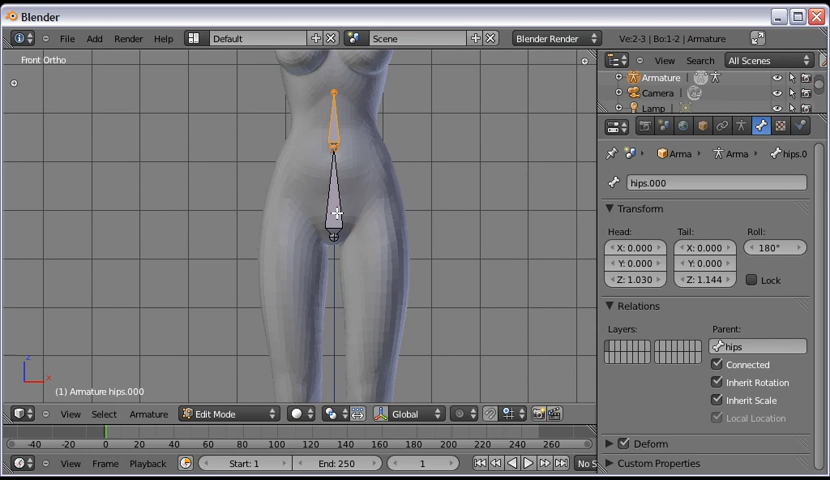 Blender
File Add Render Help Default Scene Blender Render Ve:2-3 | Bo:1-2 | Armature
Front Ortho
View Search All Scenes
Armature
Camera
Lamp
Arma Arma hips.0
hips.000
Transform
Head: Tail: Roll:
X: 0.000 X: 0.000 180°
Y: 0.000 Y: 0.000
Z: 1.030 Z: 1.144 Lock
Relations
Layers: Parent:
hips
Connected
Inherit Rotation
Inherit Scale
Local Location
z
x
(1) Armature hips.000
View Select Armature Edit Mode Global
Deform
-40 -20 0 20 40 60 80 100 120 140 160 180 200 220 240 260
Custom Properties
View Frame Playback Start: 1 End: 250 1 No S